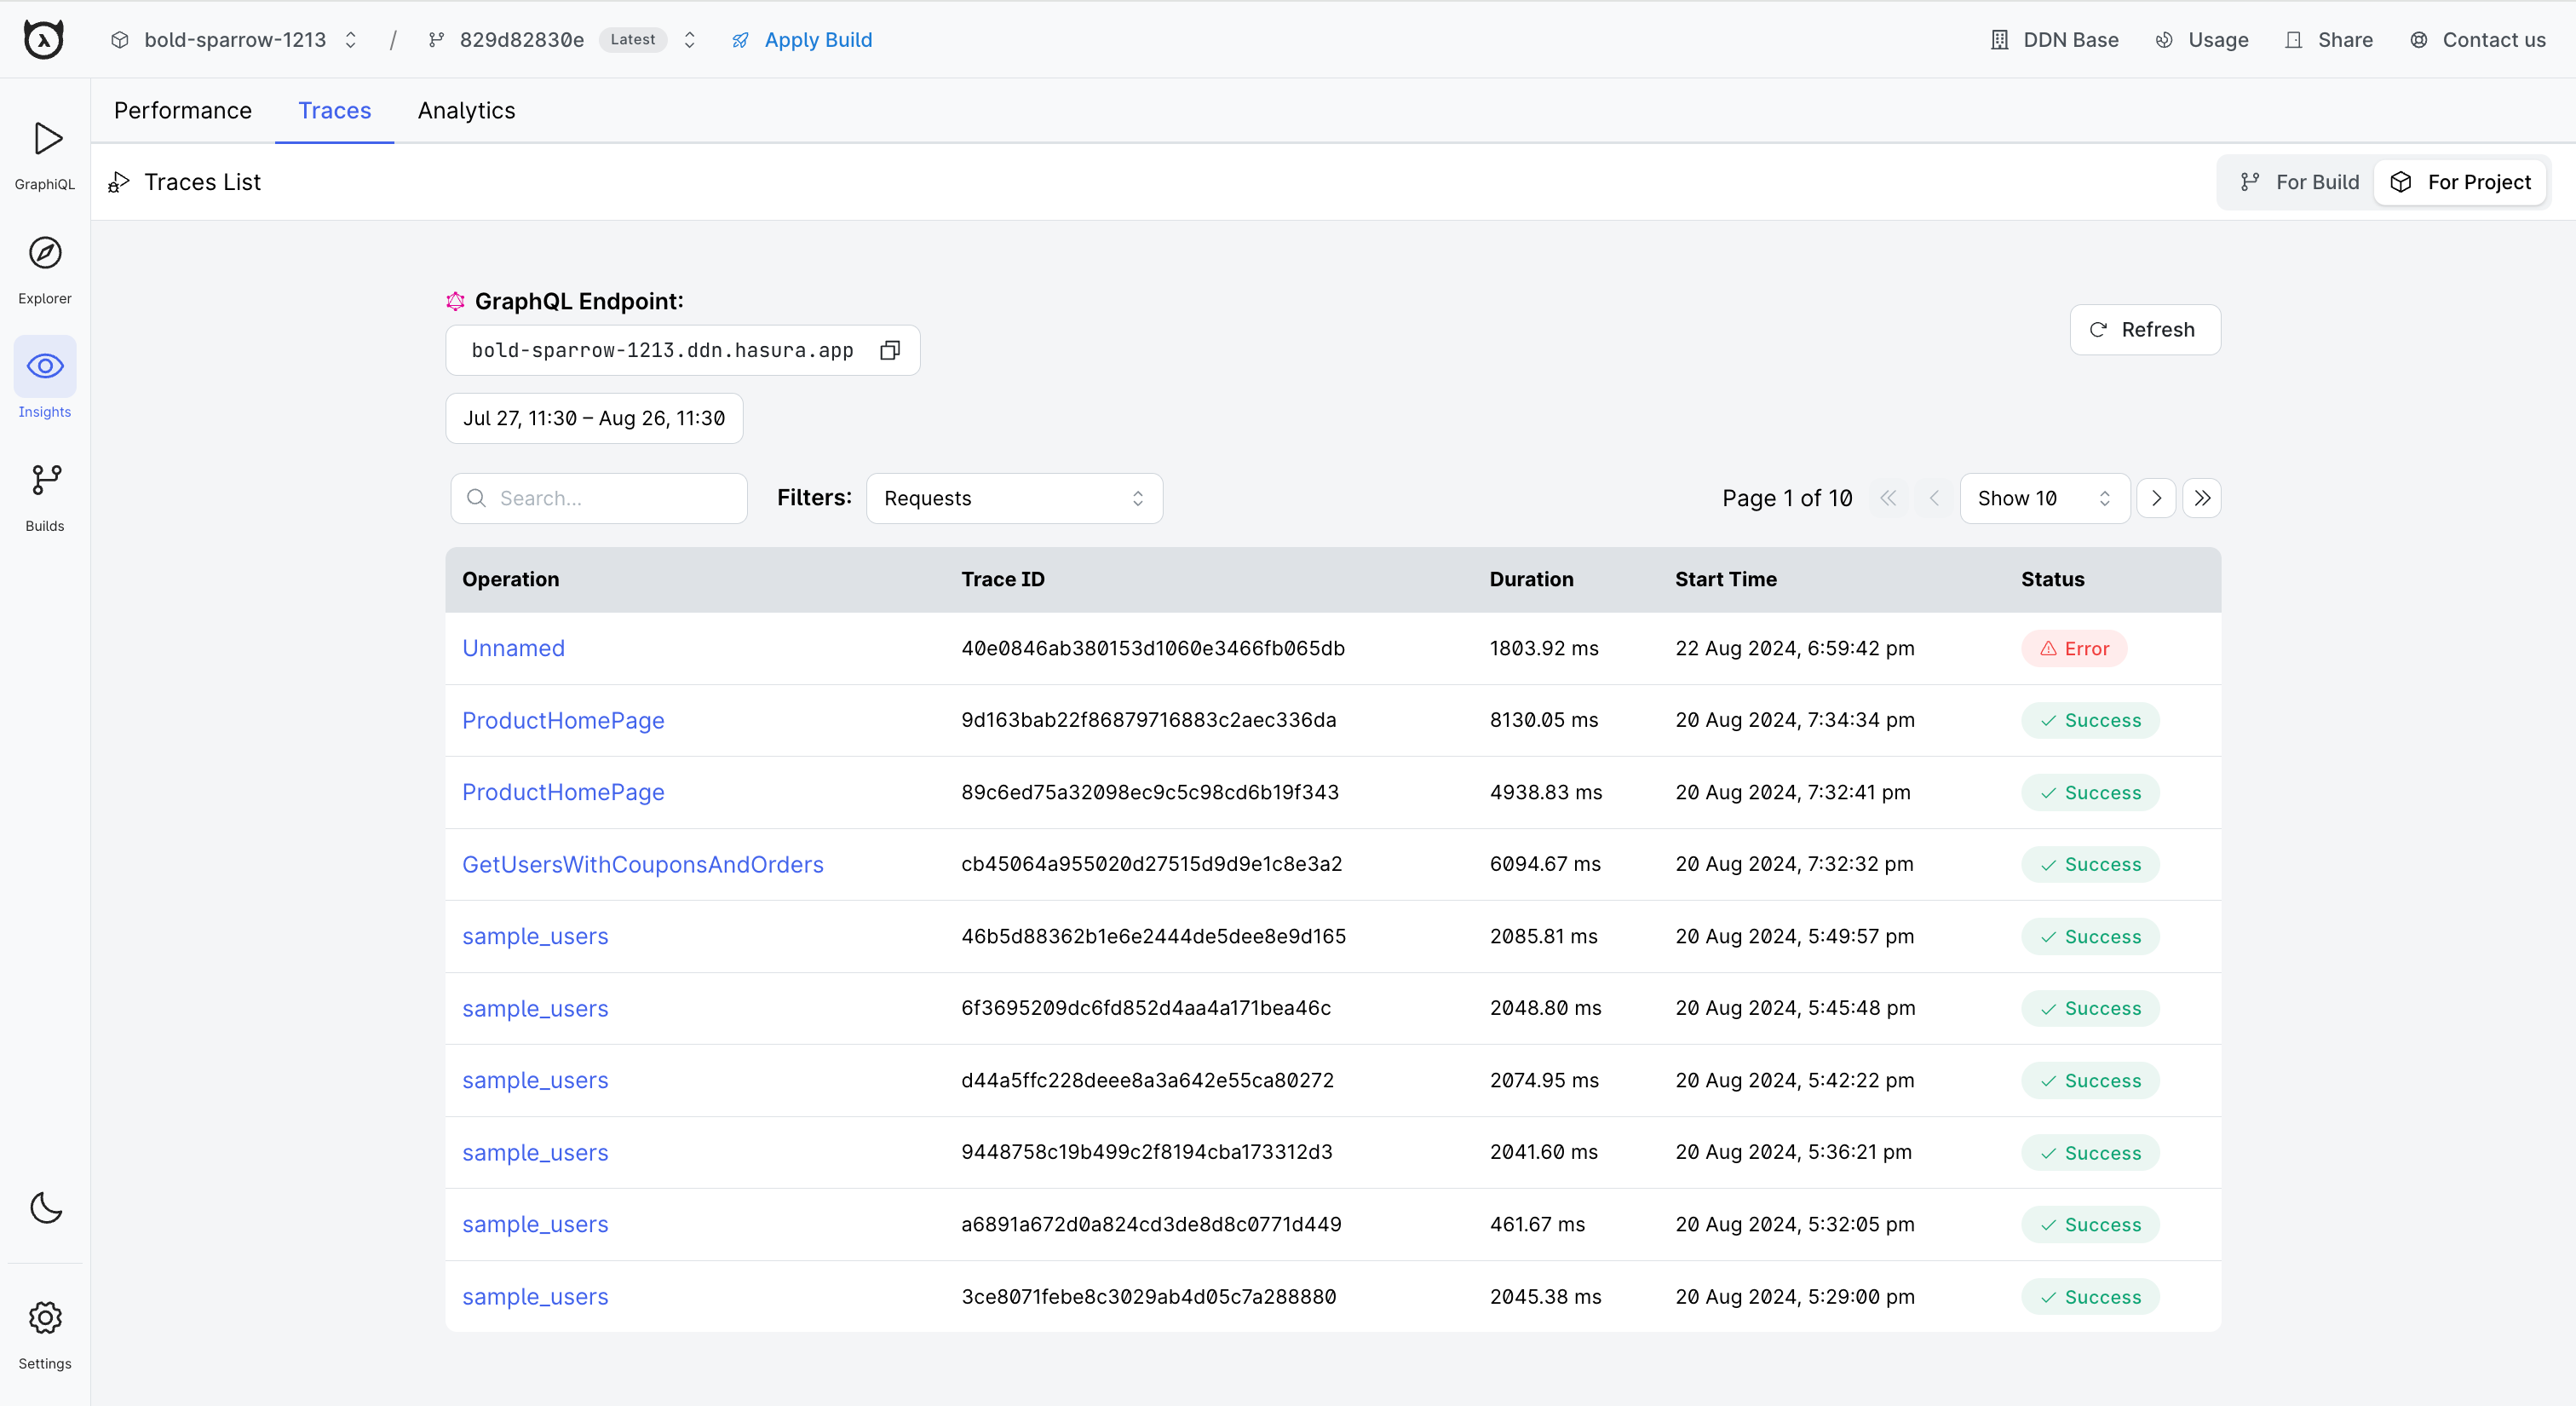 bold-sparrow-1213 / 829d82830e Latest Apply Build DDN Base Usage Share Contact us
Performance Traces Analytics
GraphiQL
Explorer
Insights
Builds
Settings
Traces List For Build For Project
GraphQL Endpoint:
bold-sparrow-1213.ddn.hasura.app
Refresh
Jul 27, 11:30 – Aug 26, 11:30
Search... Filters: Requests Page 1 of 10 Show 10
Operation Trace ID Duration Start Time Status
Unnamed 40e0846ab380153d1060e3466fb065db 1803.92 ms 22 Aug 2024, 6:59:42 pm Error
ProductHomePage 9d163bab22f86879716883c2aec336da 8130.05 ms 20 Aug 2024, 7:34:34 pm Success
ProductHomePage 89c6ed75a32098ec9c5c98cd6b19f343 4938.83 ms 20 Aug 2024, 7:32:41 pm Success
GetUsersWithCouponsAndOrders cb45064a955020d27515d9d9e1c8e3a2 6094.67 ms 20 Aug 2024, 7:32:32 pm Success
sample_users 46b5d88362b1e6e2444de5dee8e9d165 2085.81 ms 20 Aug 2024, 5:49:57 pm Success
sample_users 6f3695209dc6fd852d4aa4a171bea46c 2048.80 ms 20 Aug 2024, 5:45:48 pm Success
sample_users d44a5ffc228deee8a3a642e55ca80272 2074.95 ms 20 Aug 2024, 5:42:22 pm Success
sample_users 9448758c19b499c2f8194cba173312d3 2041.60 ms 20 Aug 2024, 5:36:21 pm Success
sample_users a6891a672d0a824cd3de8d8c0771d449 461.67 ms 20 Aug 2024, 5:32:05 pm Success
sample_users 3ce8071febe8c3029ab4d05c7a288880 2045.38 ms 20 Aug 2024, 5:29:00 pm Success